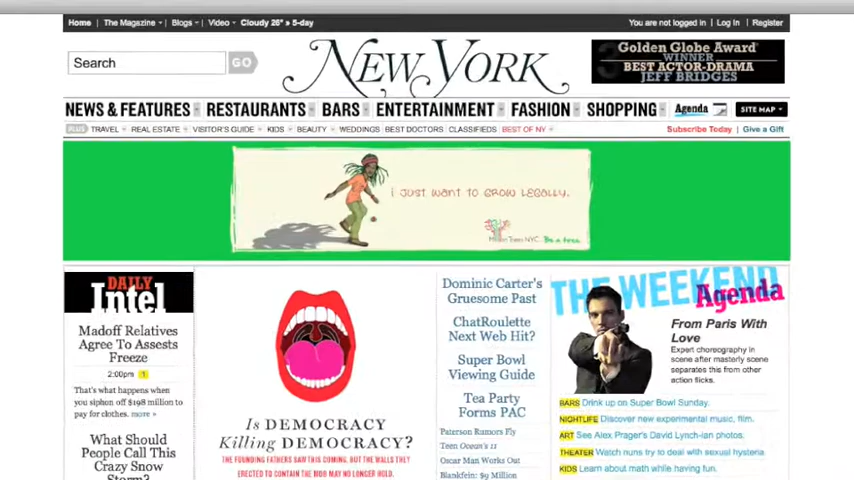 Home | The Magazine | Blogs | Video Cloudy 26° » 5-day
You are not logged in | Log In | Register
Search GO
NEW YORK
Golden Globe Award
WINNER
BEST ACTOR-DRAMA
JEFF BRIDGES
NEWS & FEATURES RESTAURANTS BARS ENTERTAINMENT FASHION SHOPPING Agenda SITE MAP
PLUS TRAVEL REAL ESTATE VISITOR'S GUIDE KIDS BEAUTY WEDDINGS BEST DOCTORS CLASSIFIEDS BEST OF NY
Subscribe Today | Give a Gift
I JUST WANT TO GROW LEGALLY.
Million Trees NYC. Be a tree.
DAILY
Intel
Madoff Relatives
Agree To Assests
Freeze
2:00pm 1
That's what happens when
you siphon off $198 million to
pay for clothes. more »
What Should
People Call This
Crazy Snow
Storm?
Is DEMOCRACY
Killing DEMOCRACY?
THE FOUNDING FATHERS SAW THIS COMING. BUT THE WALLS THEY
ERECTED TO CONTAIN THE MOB MAY NO LONGER HOLD.
Dominic Carter's
Gruesome Past
ChatRoulette
Next Web Hit?
Super Bowl
Viewing Guide
Tea Party
Forms PAC
Paterson Rumors Fly
Teen Ocean's 11
Oscar Man Works Out
Blankfein: $9 Million
THE WEEKEND
Agenda
From Paris With
Love
Expert choreography in
scene after masterly scene
separates this from other
action flicks.
BARS Drink up on Super Bowl Sunday.
NIGHTLIFE Discover new experimental music, film.
ART See Alex Prager's David Lynch-ian photos.
THEATER Watch nuns try to deal with sexual hysteria
KIDS Learn about math while having fun.